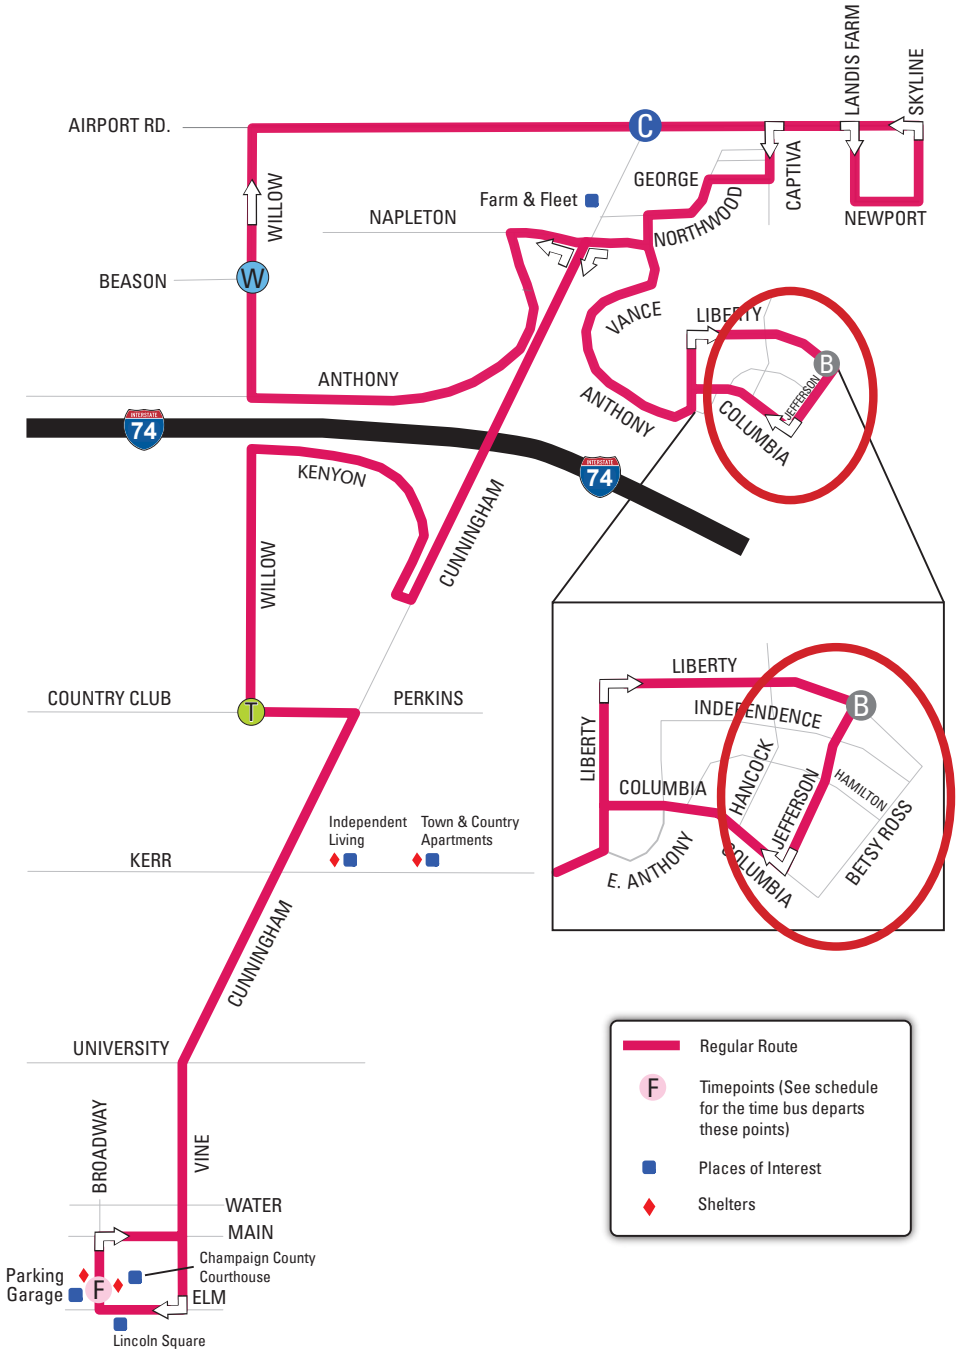 LANDIS FARM
SKYLINE
AIRPORT RD.
C
CAPTIVA
GEORGE
WILLOW
Farm & Fleet
NORTHWOOD
NEWPORT
NAPLETON
BEASON
W
VANCE
LIBERTY
B
JEFFERSON
ANTHONY
ANTHONY
COLUMBIA
INTERSTATE
74
KENYON
INTERSTATE
74
CUNNINGHAM
WILLOW
COUNTRY CLUB
T
PERKINS
LIBERTY
LIBERTY
INDEPENDENCE
B
HANCOCK
COLUMBIA
JEFFERSON
HAMILTON
BETSY ROSS
E. ANTHONY
COLUMBIA
Independent
Living
Town & Country
Apartments
KERR
CUNNINGHAM
UNIVERSITY
BROADWAY
VINE
WATER
MAIN
Champaign County
Courthouse
Parking
Garage
F
ELM
Lincoln Square
Regular Route
F
Timepoints (See schedule
for the time bus departs
these points)
Places of Interest
Shelters